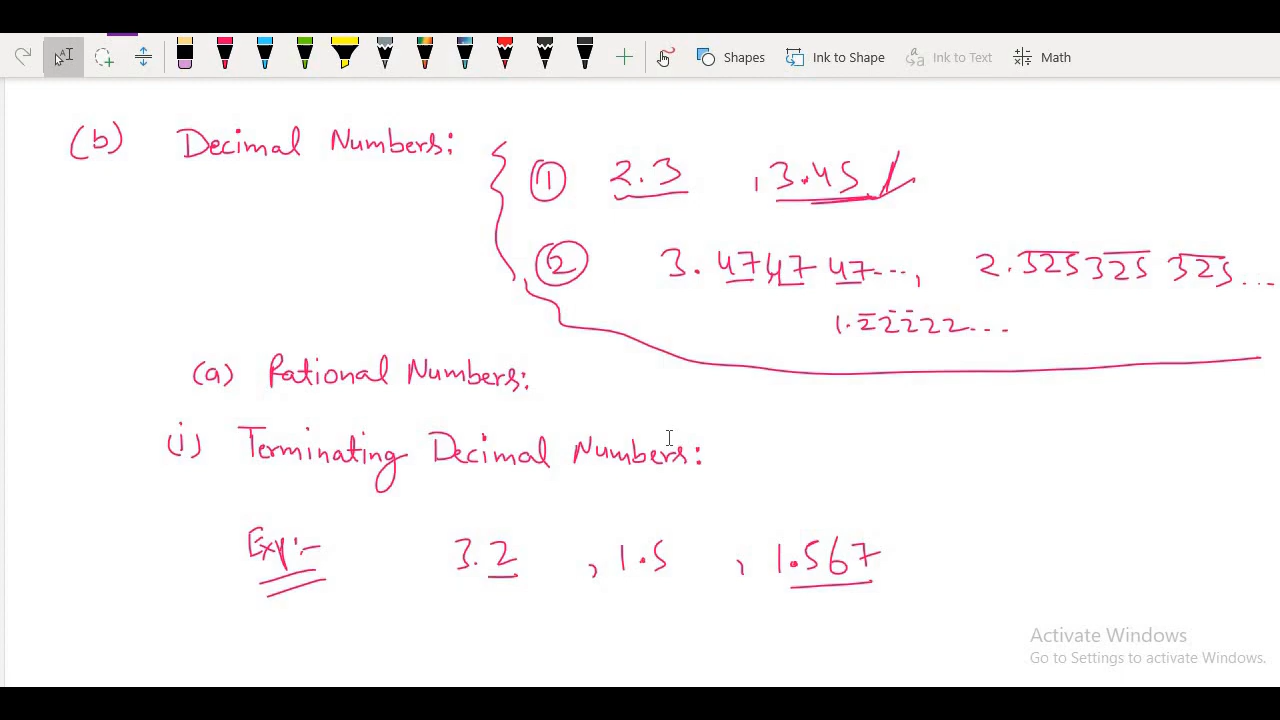 Shapes Ink to Shape Ink to Text Math
(b) Decimal Numbers:
① 2.3 , 3.45
② 3.474747..., 2.325325325...
1.22222...
(a) Rational Numbers:
(i) Terminating Decimal Numbers:
Exp:-  3.2 , 1.5 , 1.567
Activate Windows
Go to Settings to activate Windows.